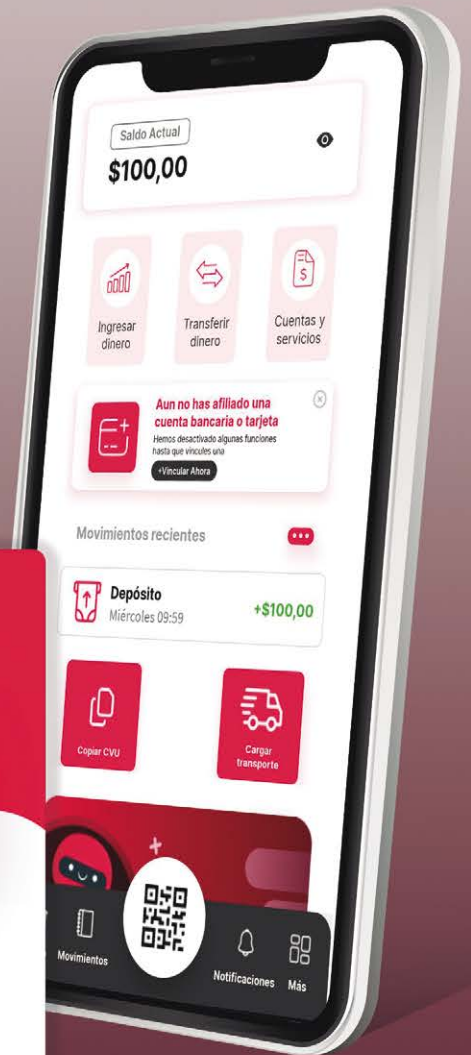 Saldo Actual
$100,00
Ingresar
dinero
Transferir
dinero
Cuentas y
servicios
Aun no has afiliado una
cuenta bancaria o tarjeta
Hemos desactivado algunas funciones
hasta que vincules una
+Vincular Ahora
Movimientos recientes
Depósito
Miércoles 09:59
+$100,00
Copiar CVU
Cargar
transporte
Movimientos
Notificaciones
Más